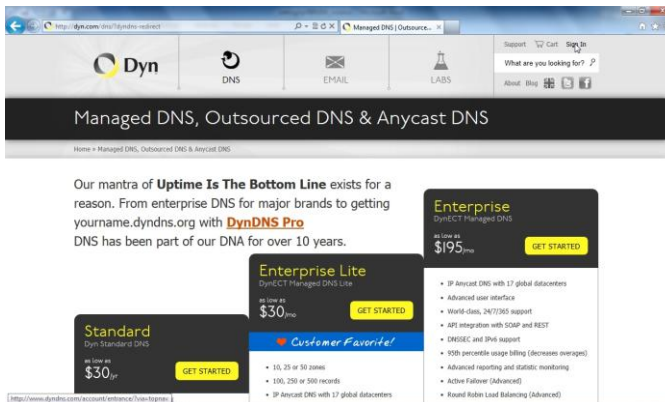 http://dyn.com/dns/?dyndns-redirect
Managed DNS | Outsource...
Support Cart Sign In
Dyn
DNS
EMAIL
LABS
What are you looking for?
About Blog
Managed DNS, Outsourced DNS & Anycast DNS
Home » Managed DNS, Outsourced DNS & Anycast DNS
Our mantra of Uptime Is The Bottom Line exists for a
reason. From enterprise DNS for major brands to getting
yourname.dyndns.org with DynDNS Pro
DNS has been part of our DNA for over 10 years.
Standard
Dyn Standard DNS
as low as
$30/yr
GET STARTED
Enterprise Lite
DynECT Managed DNS Lite
as low as
$30/mo
GET STARTED
Customer Favorite!
• 10, 25 or 50 zones
• 100, 250 or 500 records
• IP Anycast DNS with 17 global datacenters
Enterprise
DynECT Managed DNS
as low as
$195/mo
GET STARTED
• IP Anycast DNS with 17 global datacenters
• Advanced user interface
• World-class, 24/7/365 support
• API integration with SOAP and REST
• DNSSEC and IPv6 support
• 95th percentile usage billing (decreases overages)
• Advanced reporting and statistic monitoring
• Active Failover (Advanced)
• Round Robin Load Balancing (Advanced)
http://www.dyndns.com/account/entrance/?via=topnav